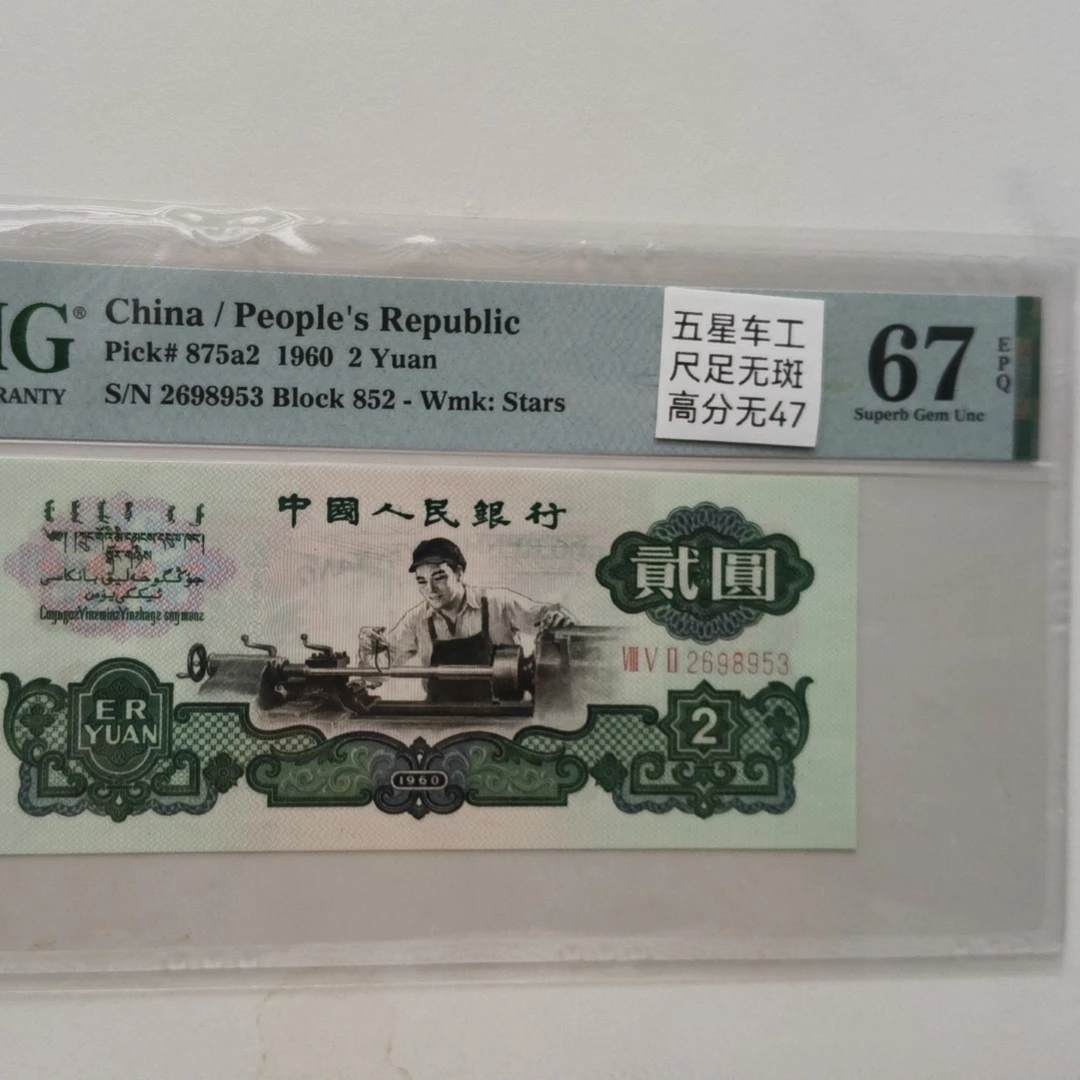 MG®
China / People's Republic
Pick# 875a2 1960 2 Yuan
RRANTY
S/N 2698953 Block 852 - Wmk: Stars
五星车工
尺足无斑
高分无47
67
EPQ
Superb Gem Unc
中國人民銀行
貳圓
VIII V II 2698953
ER
YUAN
2
1960